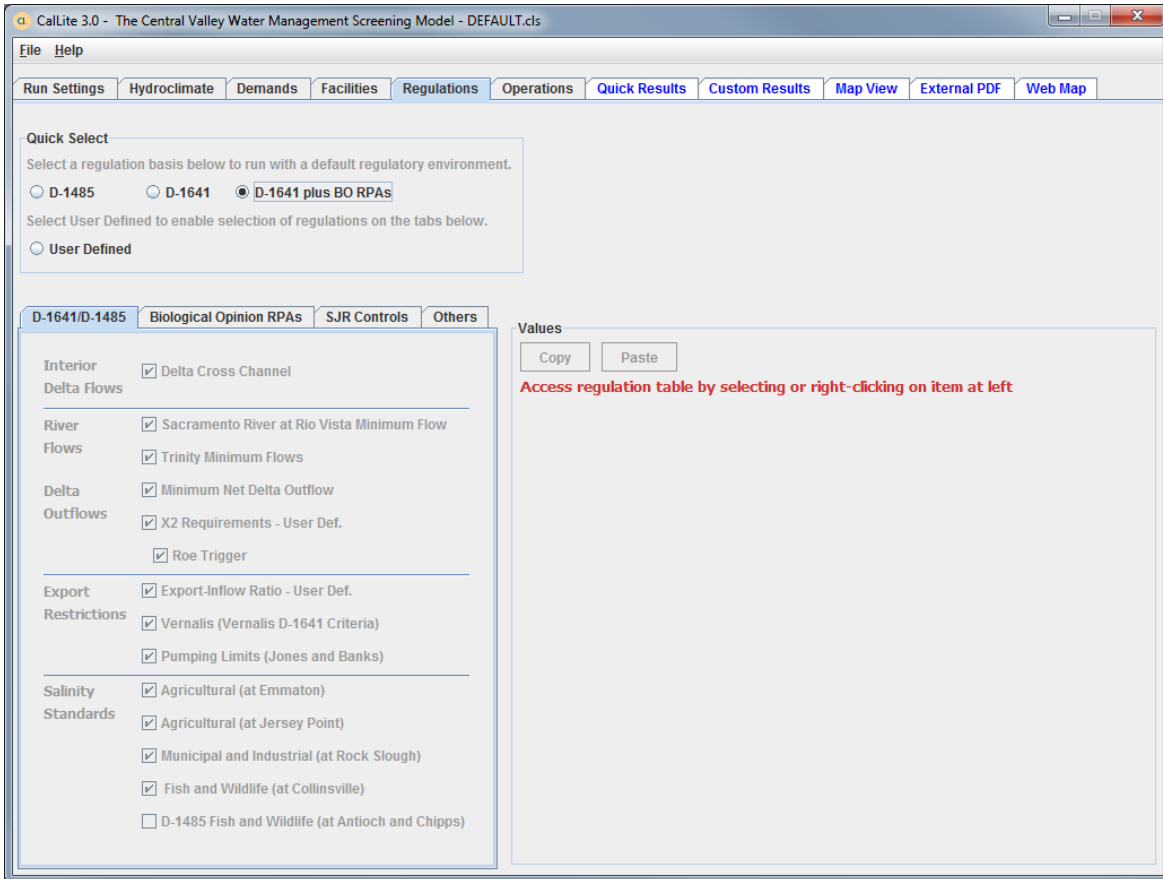 CL CalLite 3.0 - The Central Valley Water Management Screening Model - DEFAULT.cls
File Help
Run Settings Hydroclimate Demands Facilities Regulations Operations Quick Results Custom Results Map View External PDF Web Map
Quick Select
Select a regulation basis below to run with a default regulatory environment.
D-1485 D-1641 D-1641 plus BO RPAs
Select User Defined to enable selection of regulations on the tabs below.
User Defined
D-1641/D-1485 Biological Opinion RPAs SJR Controls Others
Interior
Delta Flows
Delta Cross Channel
River
Flows
Sacramento River at Rio Vista Minimum Flow
Trinity Minimum Flows
Delta
Outflows
Minimum Net Delta Outflow
X2 Requirements - User Def.
Roe Trigger
Export
Restrictions
Export-Inflow Ratio - User Def.
Vernalis (Vernalis D-1641 Criteria)
Pumping Limits (Jones and Banks)
Salinity
Standards
Agricultural (at Emmaton)
Agricultural (at Jersey Point)
Municipal and Industrial (at Rock Slough)
Fish and Wildlife (at Collinsville)
D-1485 Fish and Wildlife (at Antioch and Chipps)
Values
Copy Paste
Access regulation table by selecting or right-clicking on item at left